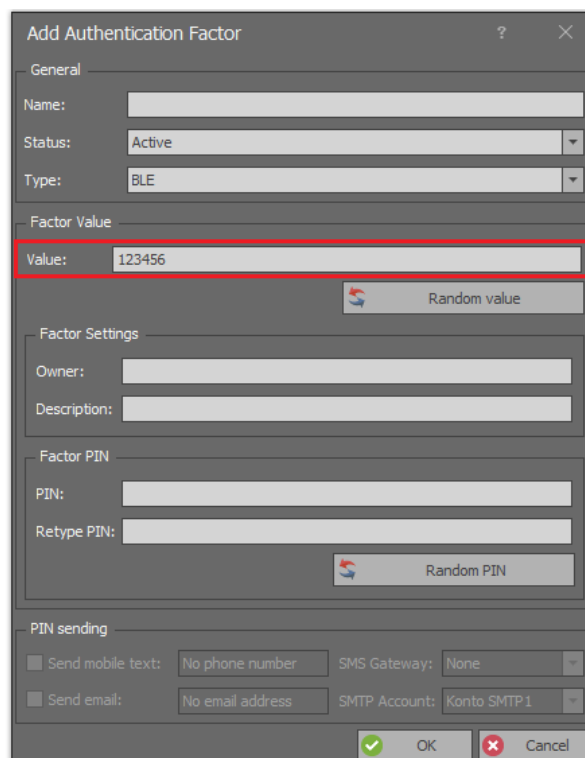 Add Authentication Factor ?
General
Name:
Status: Active
Type: BLE
Factor Value
Value: 123456
Random value
Factor Settings
Owner:
Description:
Factor PIN
PIN:
Retype PIN:
Random PIN
PIN sending
Send mobile text: No phone number SMS Gateway: None
Send email: No email address SMTP Account: Konto SMTP1
OK Cancel